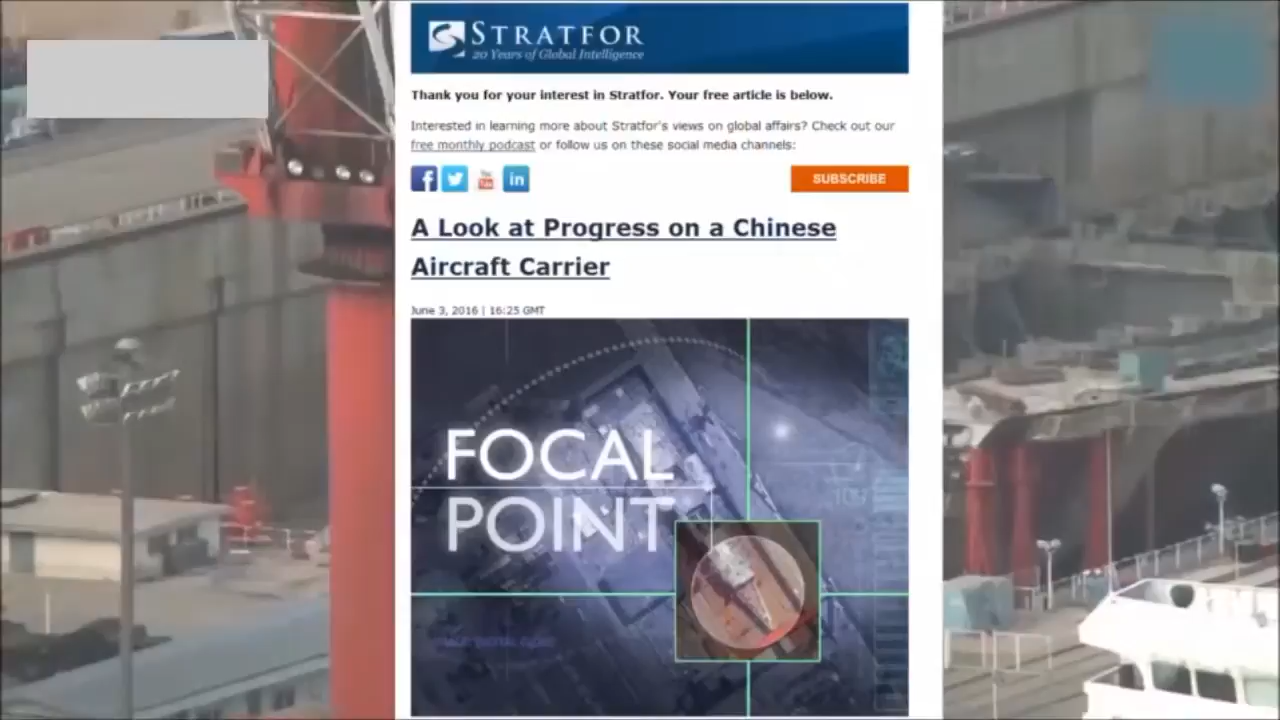 STRATFOR
20 Years of Global Intelligence
Thank you for your interest in Stratfor. Your free article is below.
Interested in learning more about Stratfor's views on global affairs? Check out our
free monthly podcast or follow us on these social media channels:
f
You
Tube
in
SUBSCRIBE
A Look at Progress on a Chinese
Aircraft Carrier
June 3, 2016 | 16:25 GMT
FOCAL
POINT